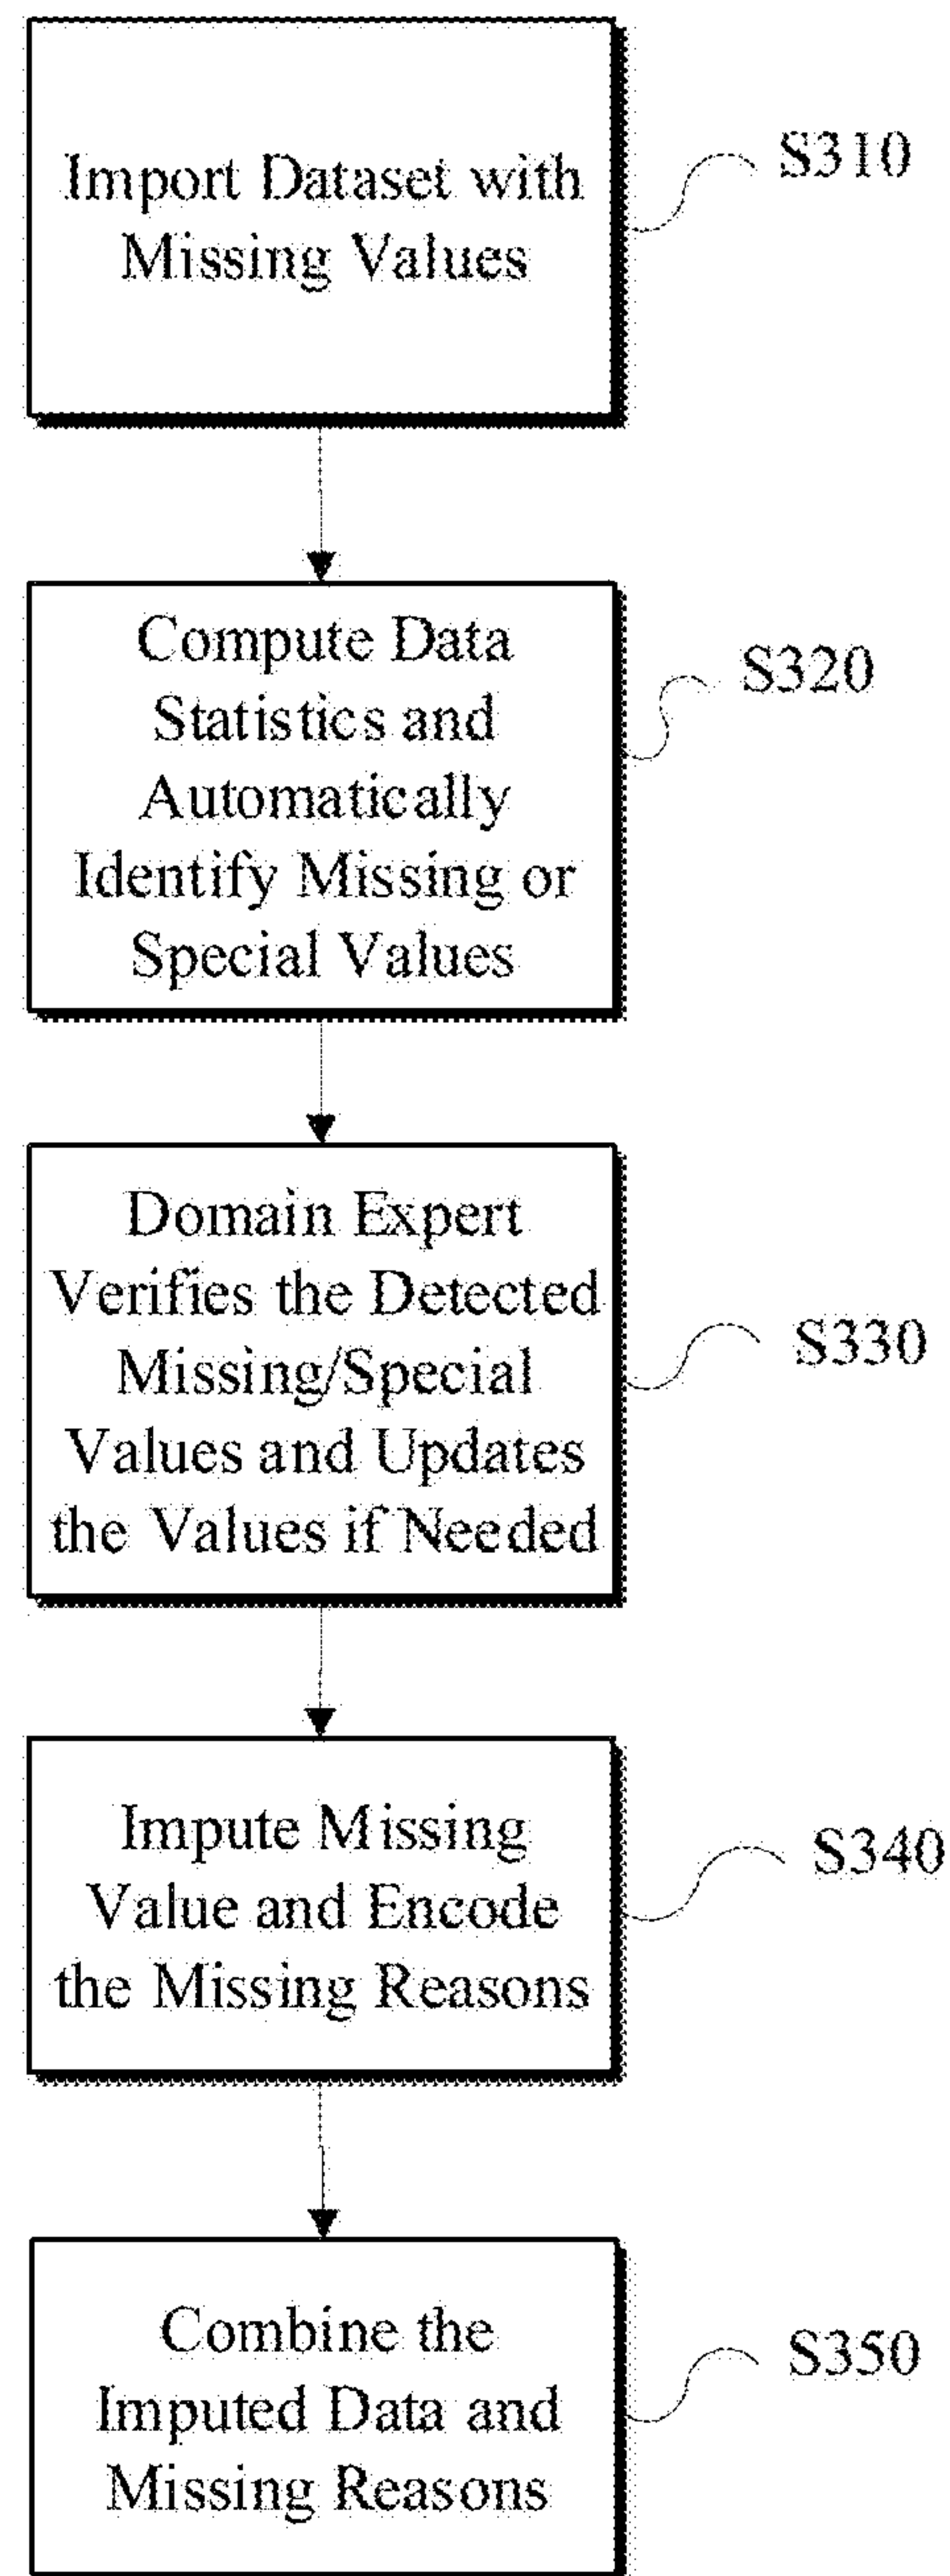 Import Dataset with
Missing Values
S310
Compute Data
Statistics and
Automatically
Identify Missing or
Special Values
S320
Domain Expert
Verifies the Detected
Missing/Special
Values and Updates
the Values if Needed
S330
Impute Missing
Value and Encode
the Missing Reasons
S340
Combine the
Imputed Data and
Missing Reasons
S350